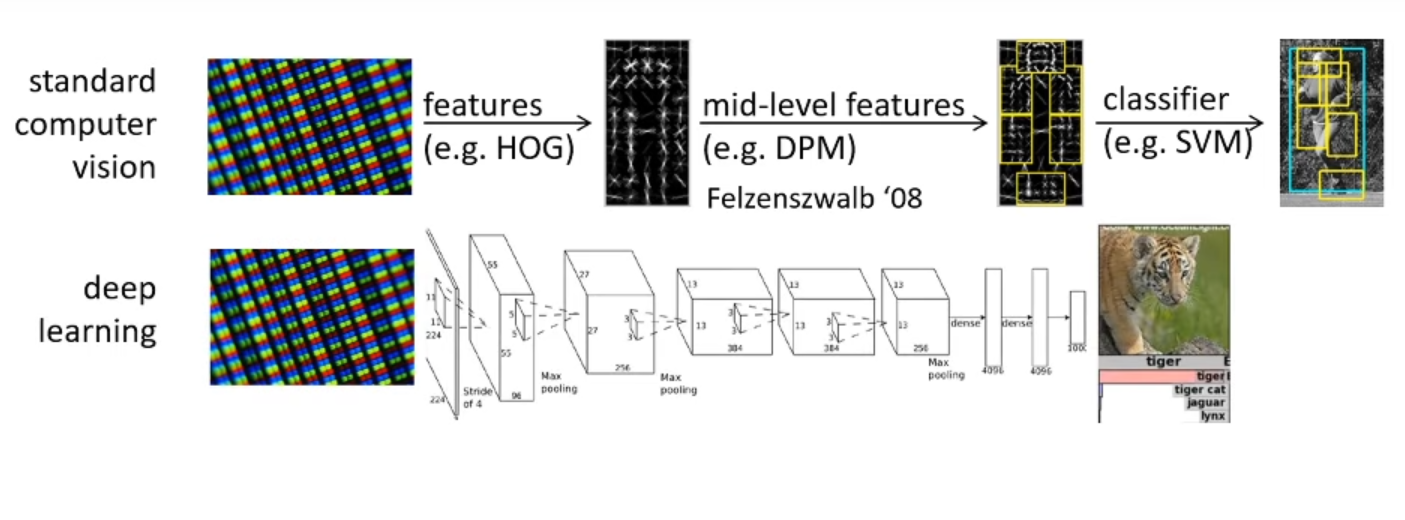 standard
computer
vision
features
(e.g. HOG)
mid-level features
(e.g. DPM)
Felzenszwalb ‘08
classifier
(e.g. SVM)
deep
learning
11
11
224
224
Stride
of 4
55
55
5
5
96
Max
pooling
27
27
3
3
256
Max
pooling
13
13
3
3
384
13
13
3
3
384
13
13
256
Max
pooling
dense
4096
dense
4096
tiger
tiger
tiger cat
jaguar
lynx